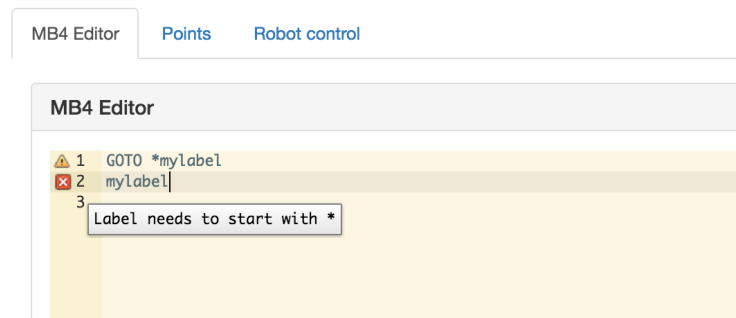 MB4 Editor Points Robot control
MB4 Editor
1 GOTO *mylabel
2 mylabel
3
Label needs to start with *